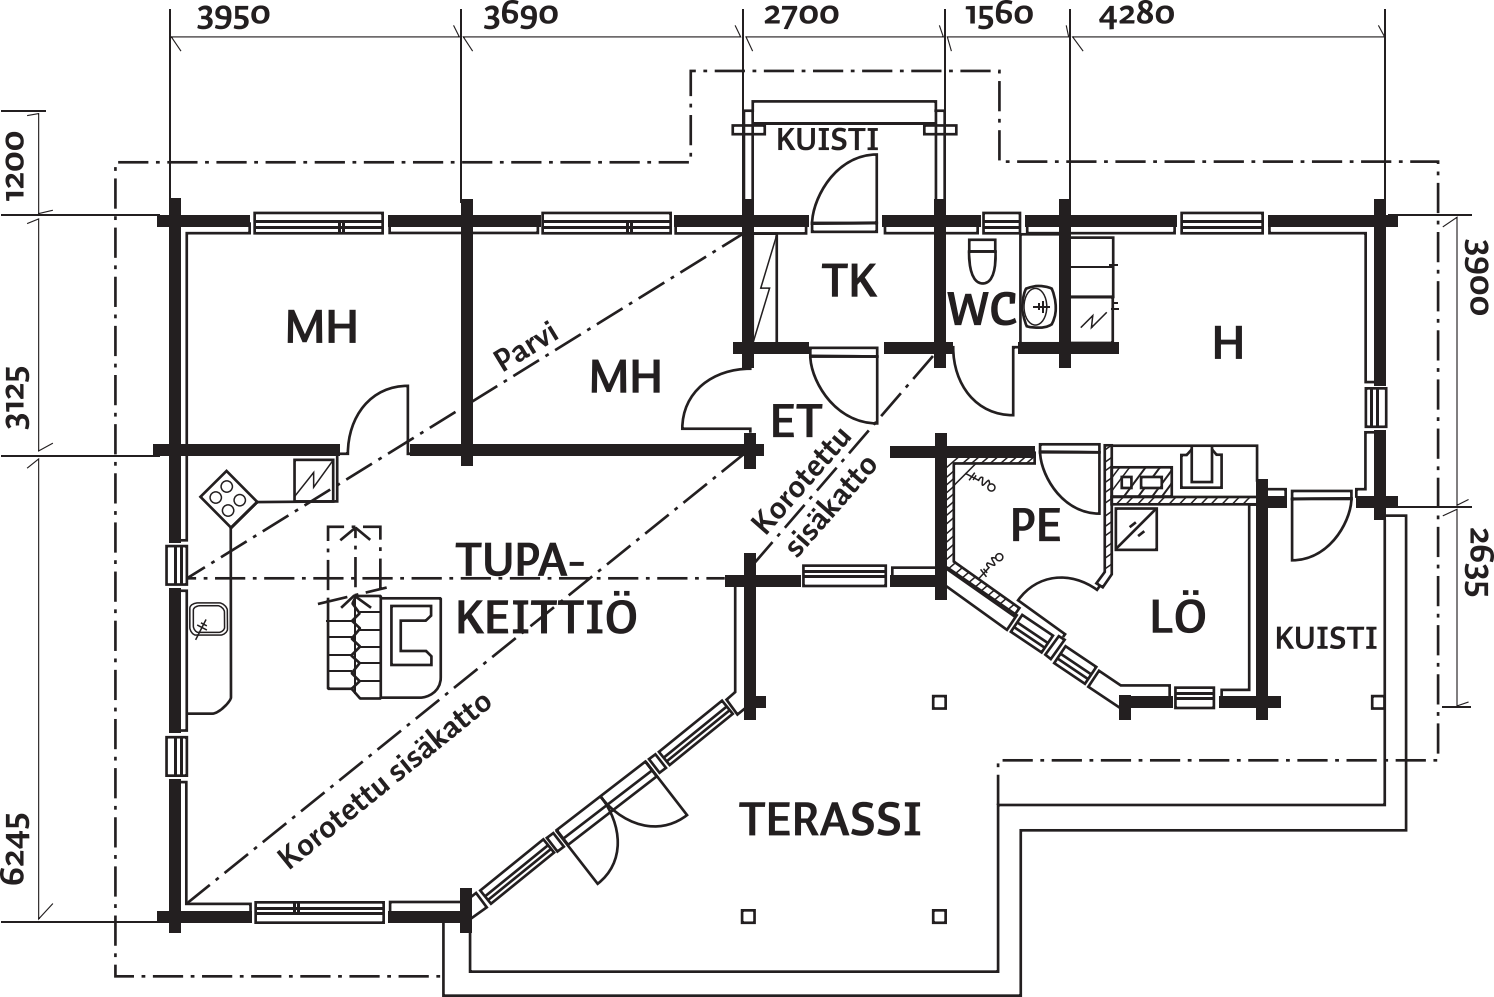 3950
3690
2700
1560
4280
1200
KUISTI
3900
TK
WC
MH
Parvi
H
MH
3125
ET
Korotettu
sisäkatto
PE
TUPA-
KEITTIÖ
2635
LÖ
KUISTI
Korotettu sisäkatto
TERASSI
6245